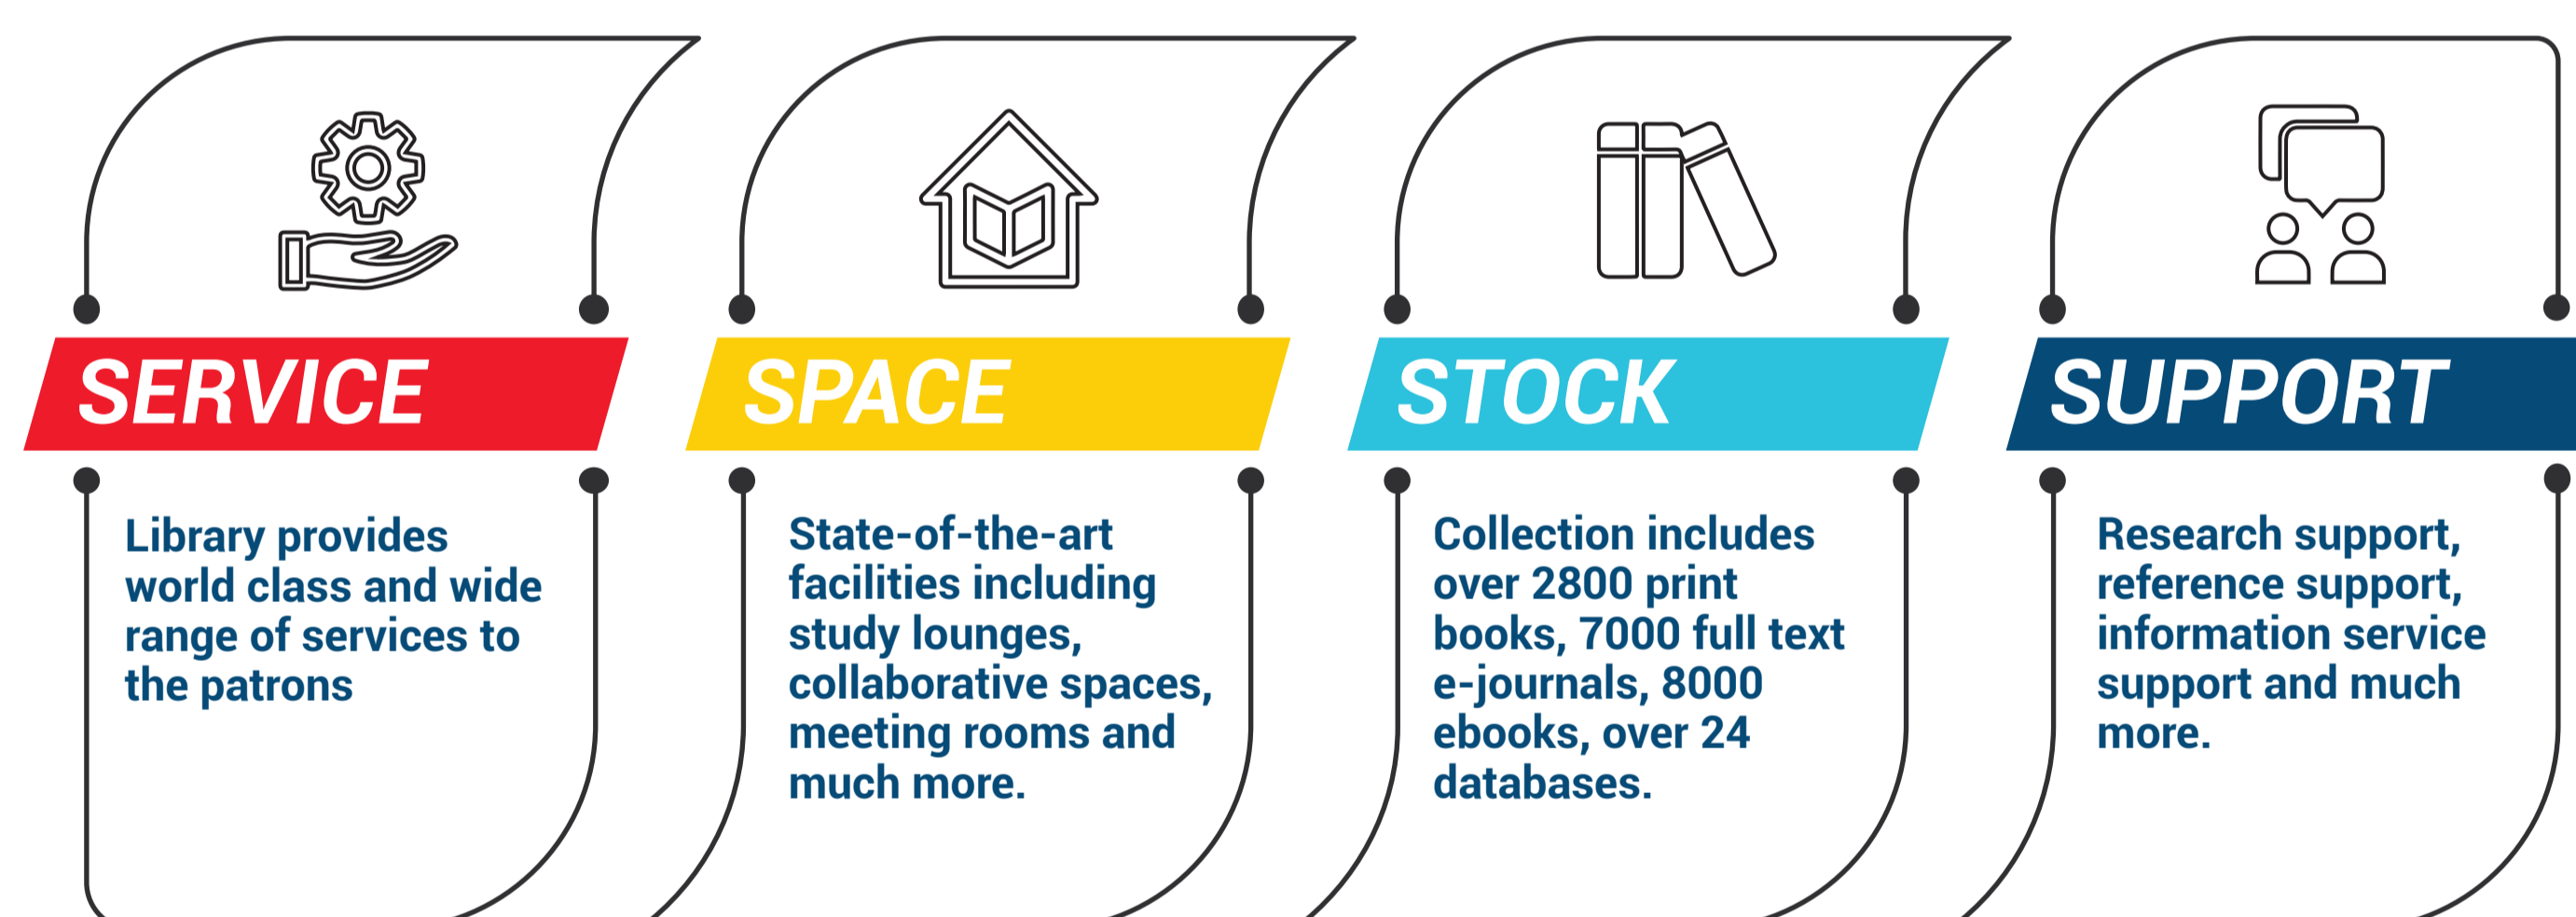 SERVICE
Library provides
world class and wide
range of services to
the patrons
SPACE
State-of-the-art
facilities including
study lounges,
collaborative spaces,
meeting rooms and
much more.
STOCK
Collection includes
over 2800 print
books, 7000 full text
e-journals, 8000
ebooks, over 24
databases.
SUPPORT
Research support,
reference support,
information service
support and much
more.